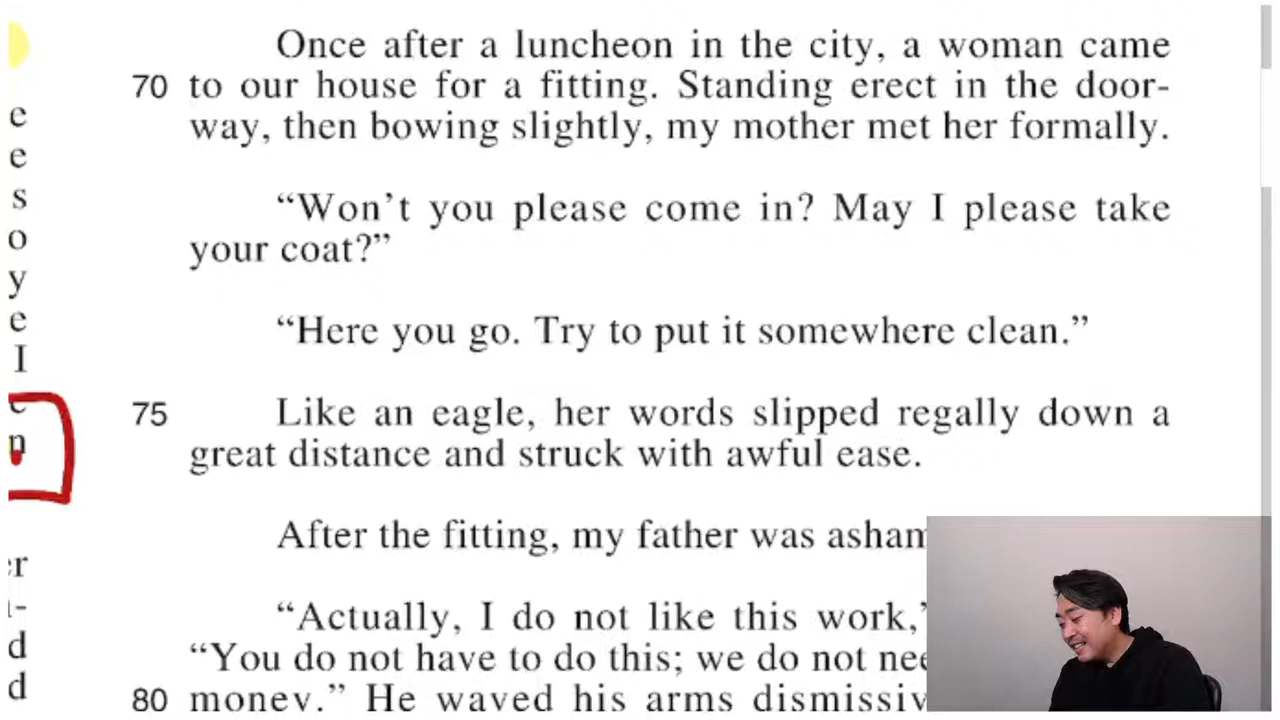 e
e
s
o
y
e
I
n
er
d
d
Once after a luncheon in the city, a woman came
70 to our house for a fitting. Standing erect in the door-
way, then bowing slightly, my mother met her formally.
“Won’t you please come in? May I please take
your coat?”
“Here you go. Try to put it somewhere clean.”
75 Like an eagle, her words slipped regally down a
great distance and struck with awful ease.
After the fitting, my father was
“Actually, I do not like this work,
“You do not have to do this; we do not
80 money.” He waved his arms